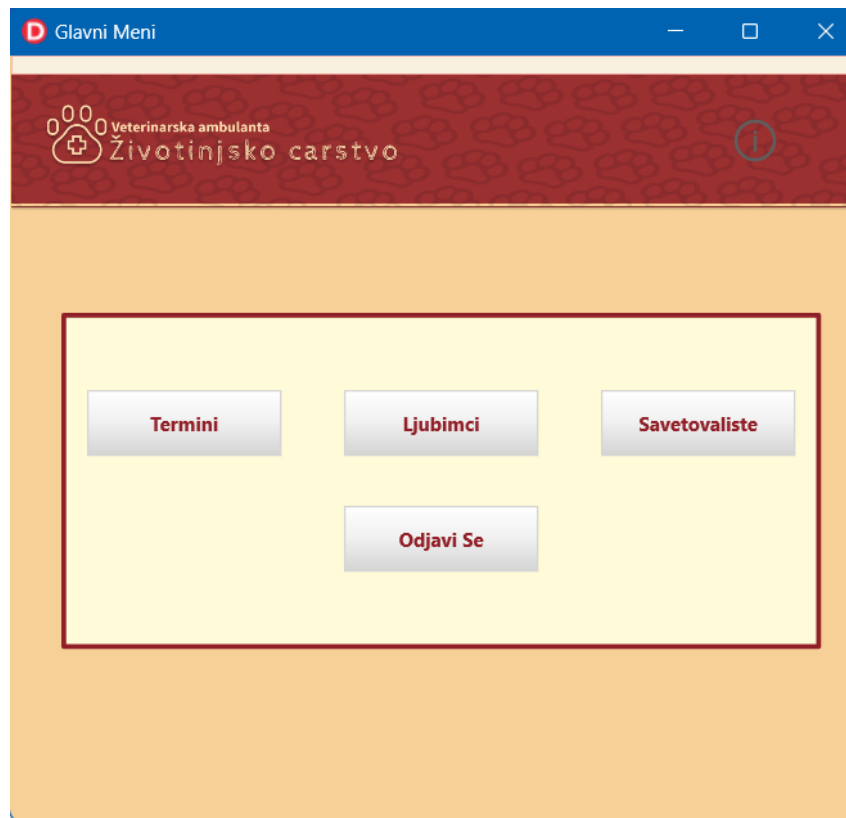 Glavni Meni
Veterinarska ambulanta
Životinjsko carstvo
Termini
Ljubimci
Savetovaliste
Odjavi Se